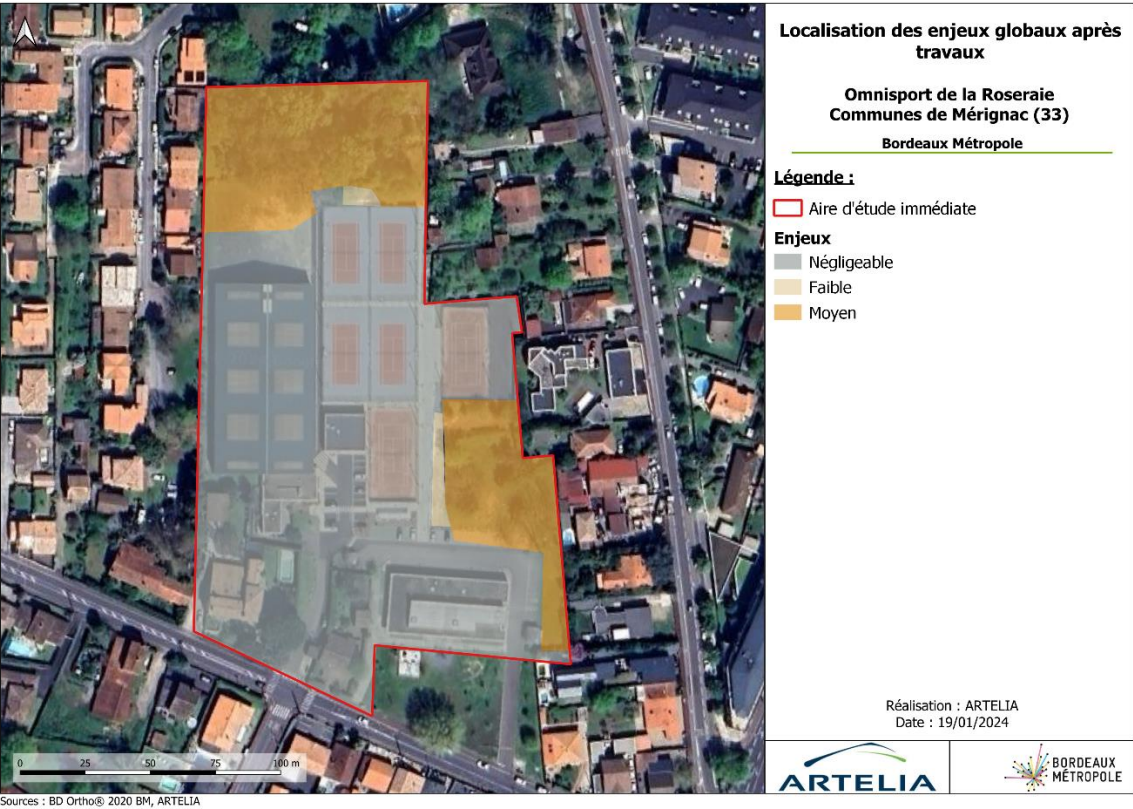 Localisation des enjeux globaux après
travaux
Omnisport de la Roseraie
Communes de Mérignac (33)
Bordeaux Métropole
Légende :
Aire d'étude immédiate
Enjeux
Négligeable
Faible
Moyen
0 25 50 75 100 m
Réalisation : ARTELIA
Date : 19/01/2024
ARTELIA
BORDEAUX
MÉTROPOLE
Sources : BD Ortho® 2020 BM, ARTELIA